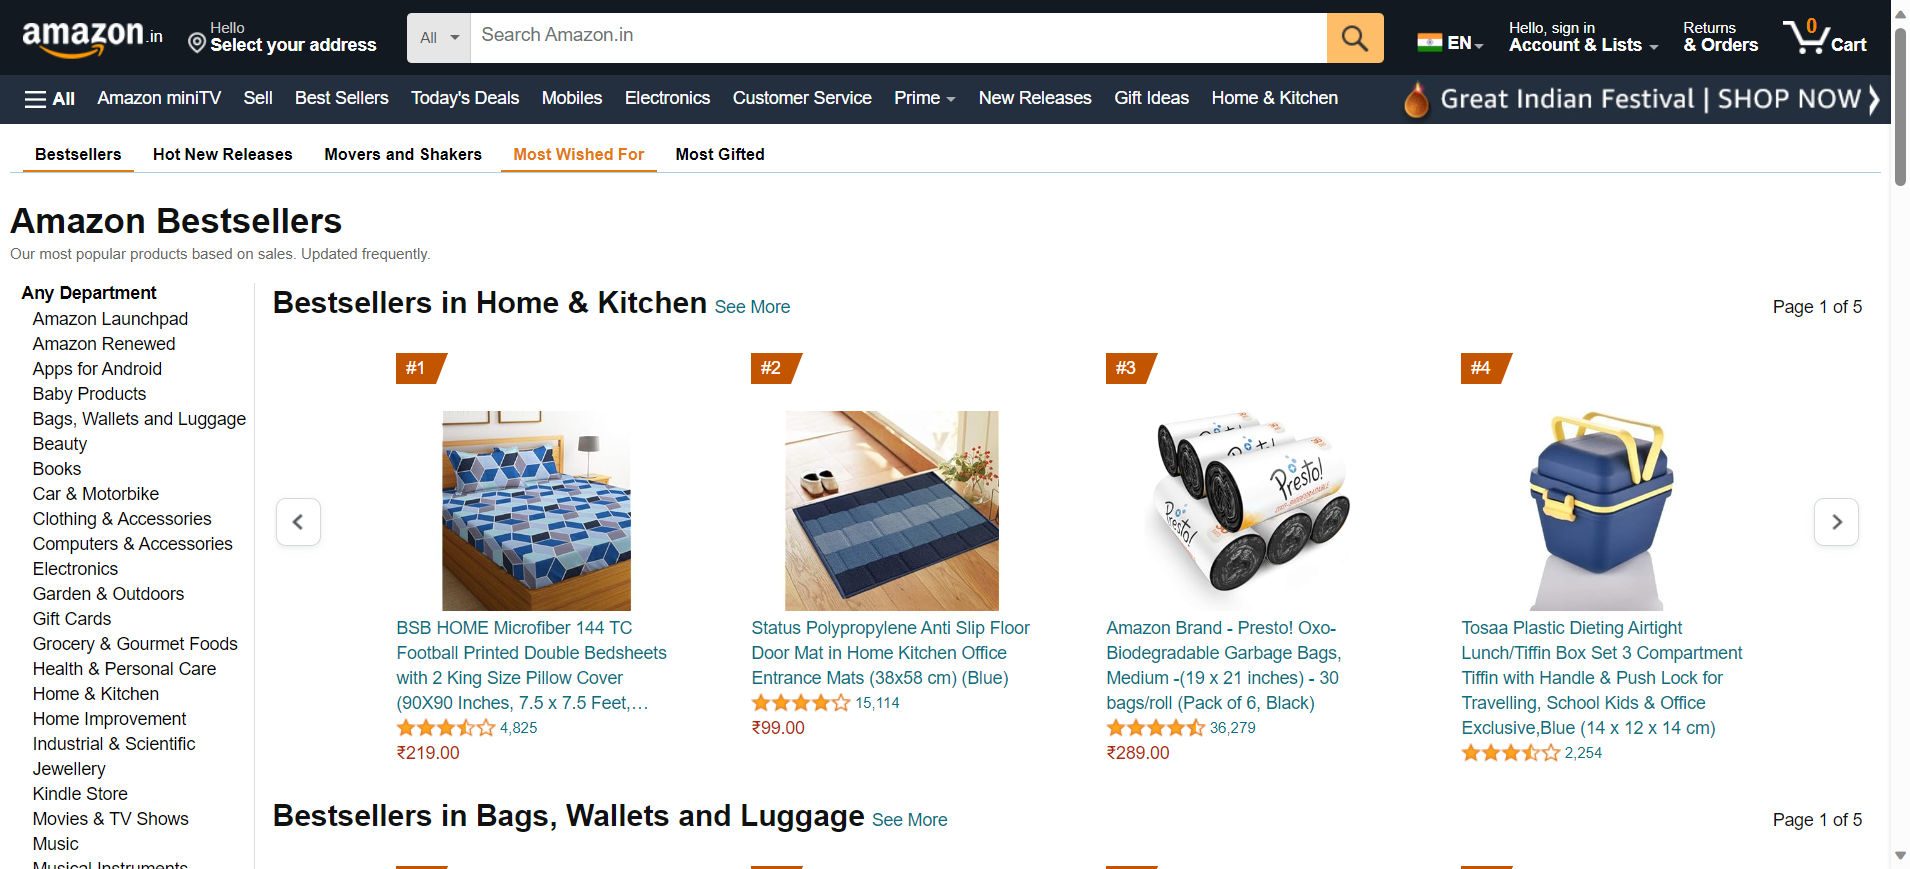 amazon.in
Hello
Select your address
All
Search Amazon.in
EN
Hello, sign in
Account & Lists
Returns
& Orders
0
Cart
All
Amazon miniTV
Sell
Best Sellers
Today's Deals
Mobiles
Electronics
Customer Service
Prime
New Releases
Gift Ideas
Home & Kitchen
Great Indian Festival | SHOP NOW
Bestsellers
Hot New Releases
Movers and Shakers
Most Wished For
Most Gifted
Amazon Bestsellers
Our most popular products based on sales. Updated frequently.
Any Department
Amazon Launchpad
Amazon Renewed
Apps for Android
Baby Products
Bags, Wallets and Luggage
Beauty
Books
Car & Motorbike
Clothing & Accessories
Computers & Accessories
Electronics
Garden & Outdoors
Gift Cards
Grocery & Gourmet Foods
Health & Personal Care
Home & Kitchen
Home Improvement
Industrial & Scientific
Jewellery
Kindle Store
Movies & TV Shows
Music
Musical Instruments
Bestsellers in Home & Kitchen See More
Page 1 of 5
#1
BSB HOME Microfiber 144 TC
Football Printed Double Bedsheets
with 2 King Size Pillow Cover
(90X90 Inches, 7.5 x 7.5 Feet,…
4,825
₹219.00
#2
Status Polypropylene Anti Slip Floor
Door Mat in Home Kitchen Office
Entrance Mats (38x58 cm) (Blue)
15,114
₹99.00
#3
Presto!
Presto!
Amazon Brand - Presto! Oxo-
Biodegradable Garbage Bags,
Medium -(19 x 21 inches) - 30
bags/roll (Pack of 6, Black)
36,279
₹289.00
#4
Tosaa Plastic Dieting Airtight
Lunch/Tiffin Box Set 3 Compartment
Tiffin with Handle & Push Lock for
Travelling, School Kids & Office
Exclusive,Blue (14 x 12 x 14 cm)
2,254
Bestsellers in Bags, Wallets and Luggage See More
Page 1 of 5